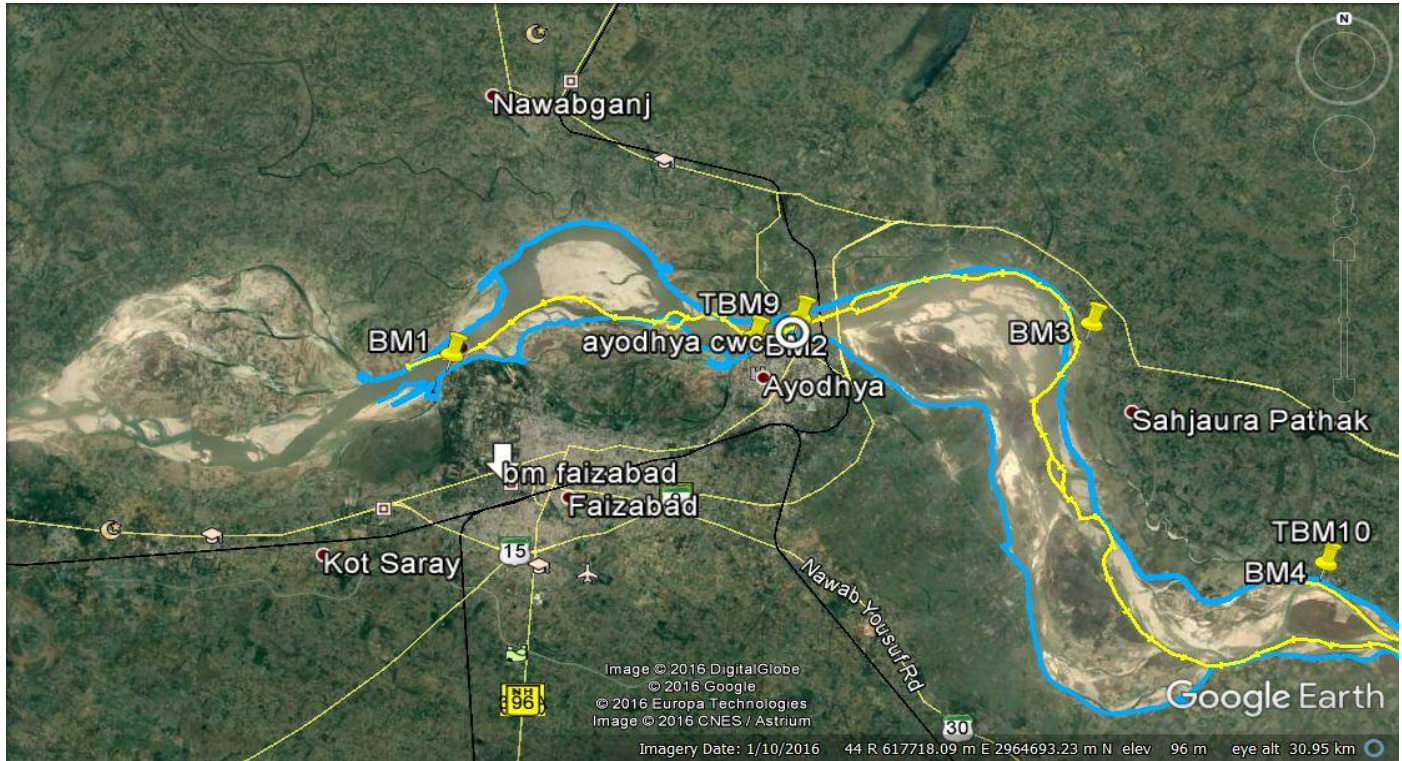 N
Nawabganj
TBM9
BM1
ayodhya cwc
BM2
BM3
Ayodhya
Sahjaura Pathak
bm faizabad
Faizabad
TBM10
15
Kot Saray
BM4
Nawab Yousuf Rd
NH
96
Image © 2016 DigitalGlobe
© 2016 Google
© 2016 Europa Technologies
Image © 2016 CNES / Astrium
30
Google Earth
Imagery Date: 1/10/2016 44 R 617718.09 m E 2964693.23 m N elev 96 m eye alt 30.95 km